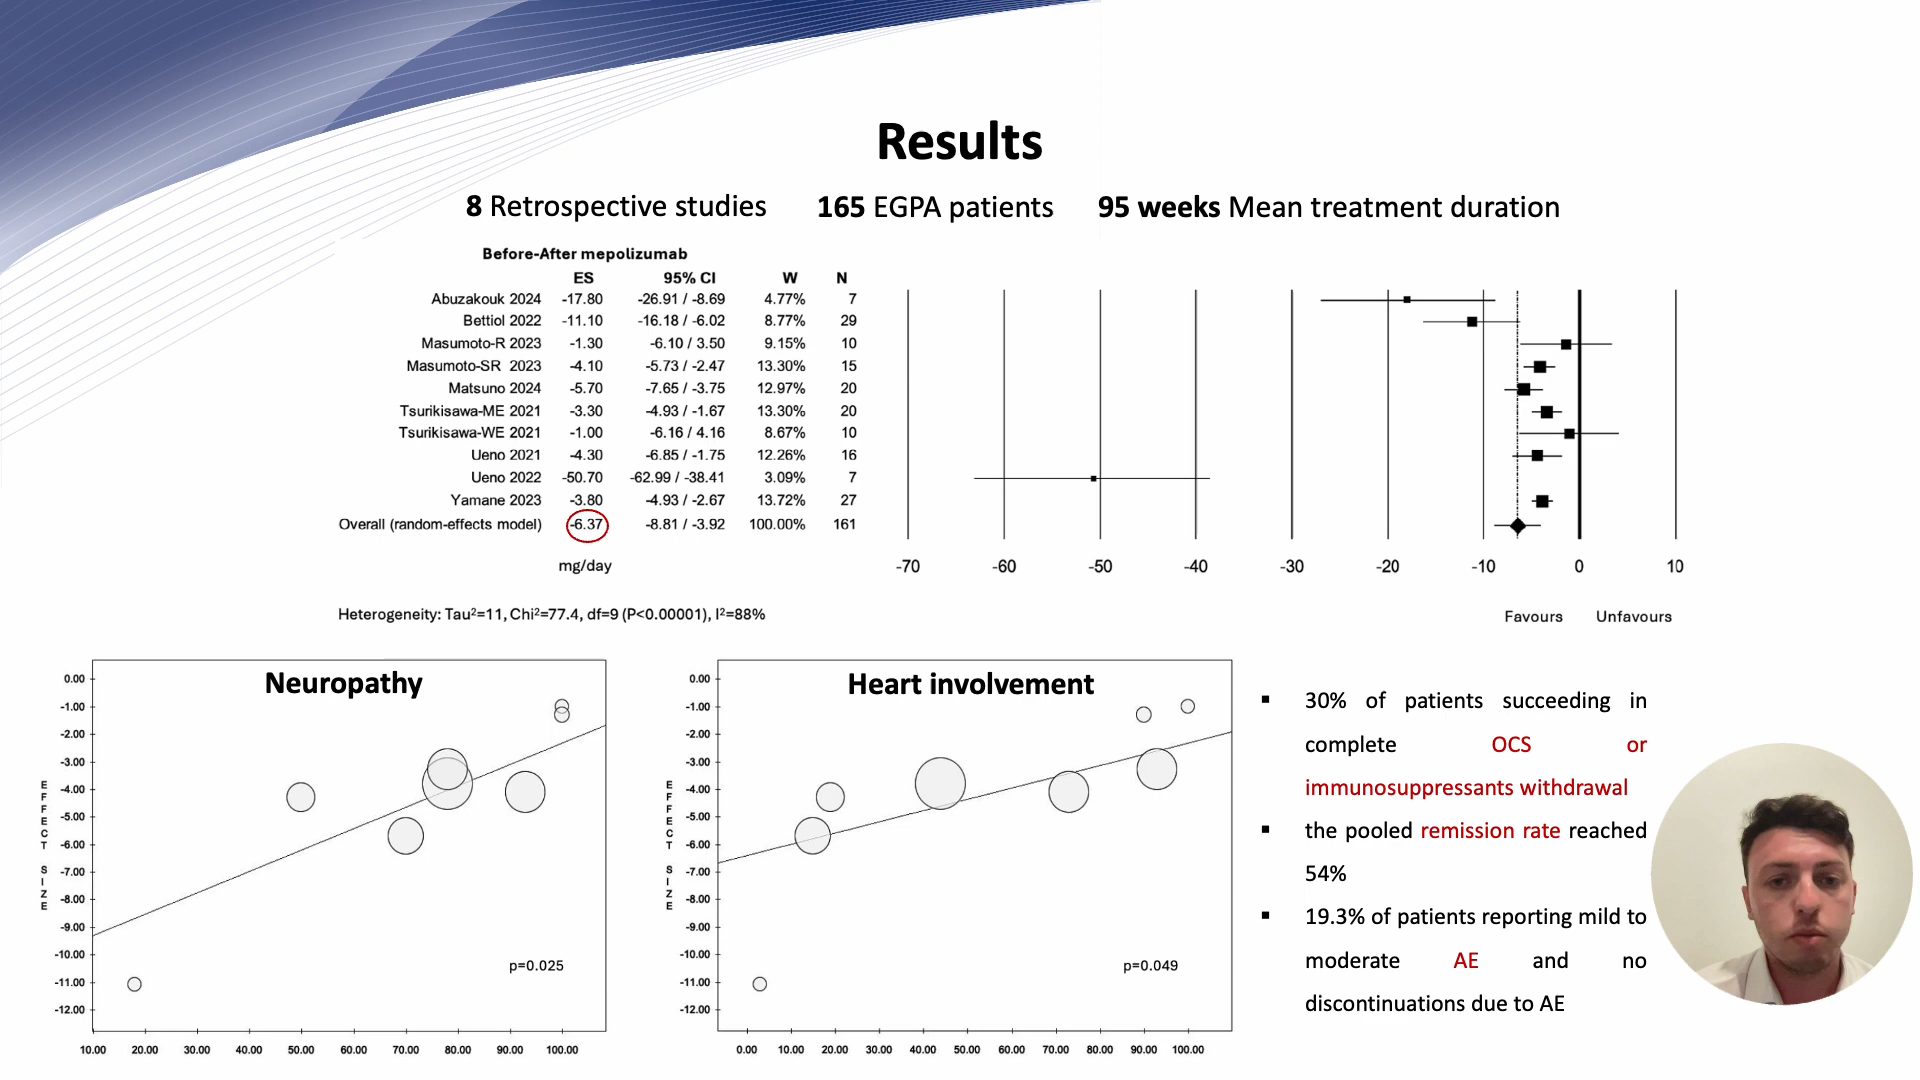 Results
8 Retrospective studies 165 EGPA patients 95 weeks Mean treatment duration
Before-After mepolizumab
ES 95% CI W N
Abuzakouk 2024 -17.80 -26.91 / -8.69 4.77% 7
Bettiol 2022 -11.10 -16.18 / -6.02 8.77% 29
Masumoto-R 2023 -1.30 -6.10 / 3.50 9.15% 10
Masumoto-SR 2023 -4.10 -5.73 / -2.47 13.30% 15
Matsuno 2024 -5.70 -7.65 / -3.75 12.97% 20
Tsurikisawa-ME 2021 -3.30 -4.93 / -1.67 13.30% 20
Tsurikisawa-WE 2021 -1.00 -6.16 / 4.16 8.67% 10
Ueno 2021 -4.30 -6.85 / -1.75 12.26% 16
Ueno 2022 -50.70 -62.99 / -38.41 3.09% 7
Yamane 2023 -3.80 -4.93 / -2.67 13.72% 27
Overall (random-effects model) -6.37 -8.81 / -3.92 100.00% 161
mg/day
-70 -60 -50 -40 -30 -20 -10 0 10
Heterogeneity: Tau²=11, Chi²=77.4, df=9 (P<0.00001), I²=88%
Favours Unfavours
Neuropathy
EFFECT SIZE
0.00
-1.00
-2.00
-3.00
-4.00
-5.00
-6.00
-7.00
-8.00
-9.00
-10.00
-11.00
-12.00
p=0.025
10.00 20.00 30.00 40.00 50.00 60.00 70.00 80.00 90.00 100.00
Heart involvement
EFFECT SIZE
0.00
-1.00
-2.00
-3.00
-4.00
-5.00
-6.00
-7.00
-8.00
-9.00
-10.00
-11.00
-12.00
p=0.049
0.00 10.00 20.00 30.00 40.00 50.00 60.00 70.00 80.00 90.00 100.00
30% of patients succeeding in
complete OCS or
immunosuppressants withdrawal
the pooled remission rate reached
54%
19.3% of patients reporting mild to
moderate AE and no
discontinuations due to AE